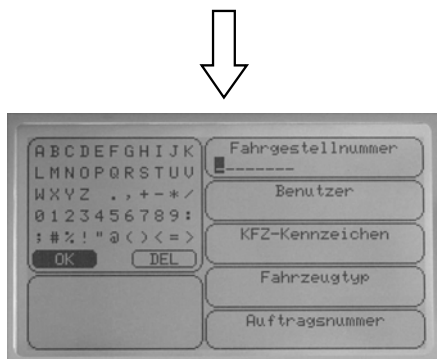 ABCDEFGHIJK
LMNOPQRSTUV
WXYZ .,+-*/
0123456789:
;#%!"@()<=>
OK DEL
Fahrgestellnummer
-------
Benutzer
KFZ-Kennzeichen
Fahrzeugtyp
Auftragsnummer